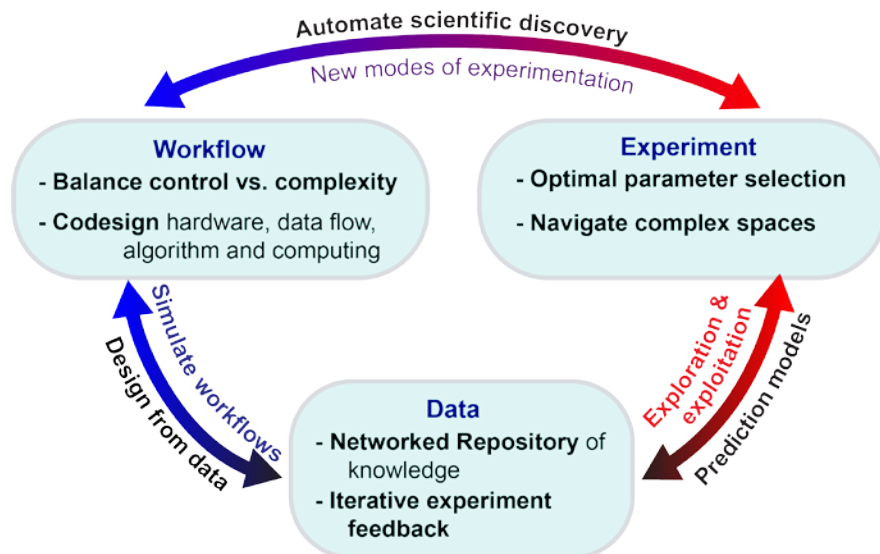 Automate scientific discovery
New modes of experimentation
Workflow
- Balance control vs. complexity
- Codesign hardware, data flow,
algorithm and computing
Experiment
- Optimal parameter selection
- Navigate complex spaces
Simulate workflows
Design from data
Exploration &
exploitation
Prediction models
Data
- Networked Repository of
knowledge
- Iterative experiment
feedback